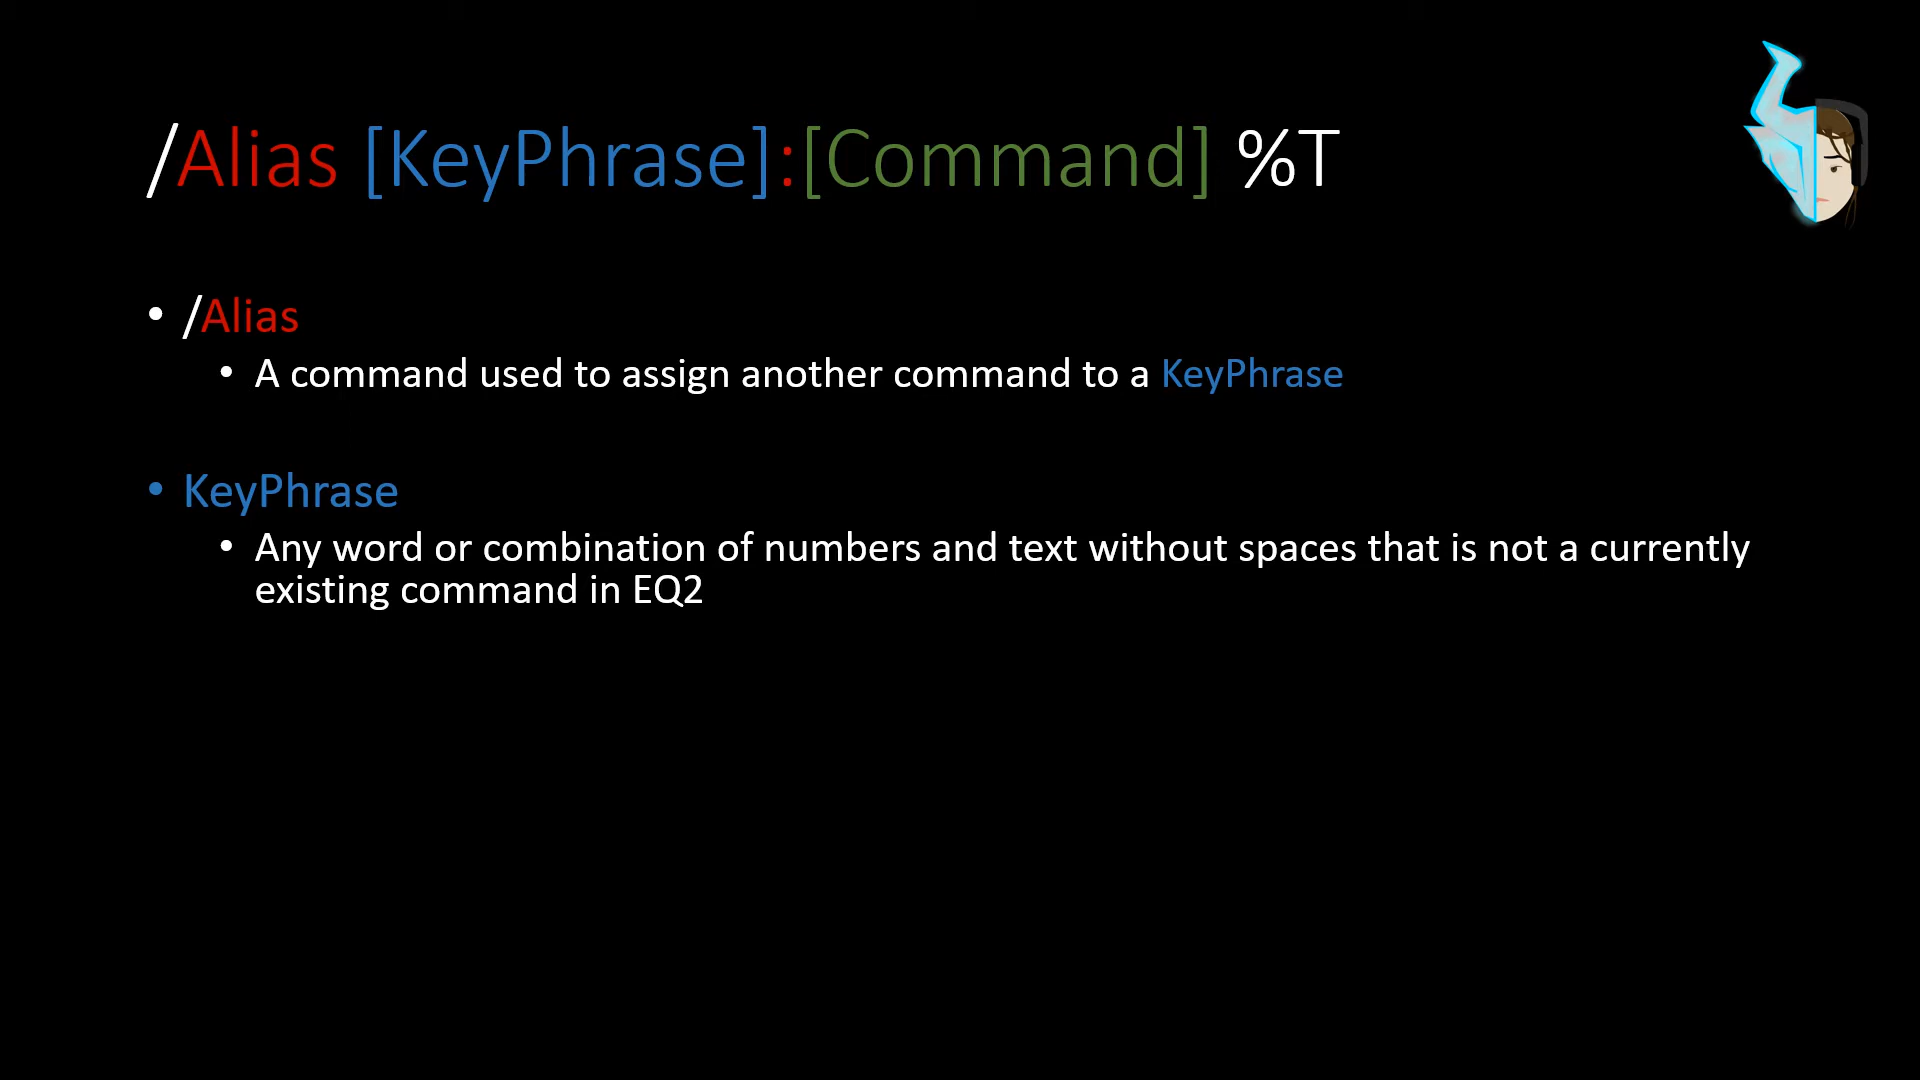 /Alias [KeyPhrase]:[Command] %T
• /Alias
• A command used to assign another command to a KeyPhrase
• KeyPhrase
• Any word or combination of numbers and text without spaces that is not a currently
existing command in EQ2